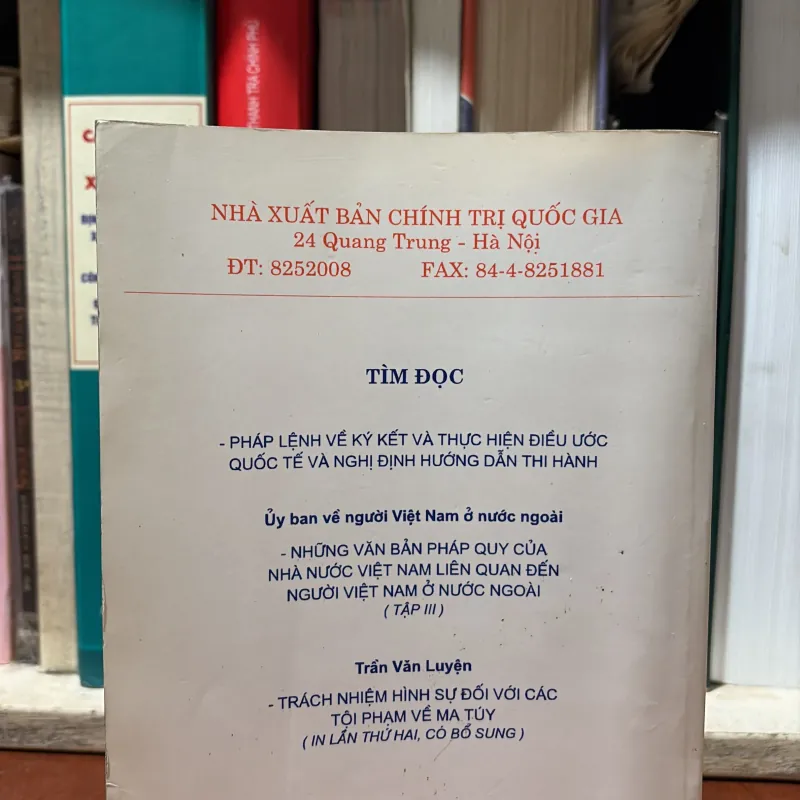 THANH TRA CHÍNH PHỦ
NHÀ XUẤT BẢN CHÍNH TRỊ QUỐC GIA
24 Quang Trung - Hà Nội
ĐT: 8252008 FAX: 84-4-8251881
TÌM ĐỌC
- PHÁP LỆNH VỀ KÝ KẾT VÀ THỰC HIỆN ĐIỀU ƯỚC
QUỐC TẾ VÀ NGHỊ ĐỊNH HƯỚNG DẪN THI HÀNH
Ủy ban về người Việt Nam ở nước ngoài
- NHỮNG VĂN BẢN PHÁP QUY CỦA
NHÀ NƯỚC VIỆT NAM LIÊN QUAN ĐẾN
NGƯỜI VIỆT NAM Ở NƯỚC NGOÀI
( TẬP III )
Trần Văn Luyện
- TRÁCH NHIỆM HÌNH SỰ ĐỐI VỚI CÁC
TỘI PHẠM VỀ MA TÚY
( IN LẦN THỨ HAI, CÓ BỔ SUNG )